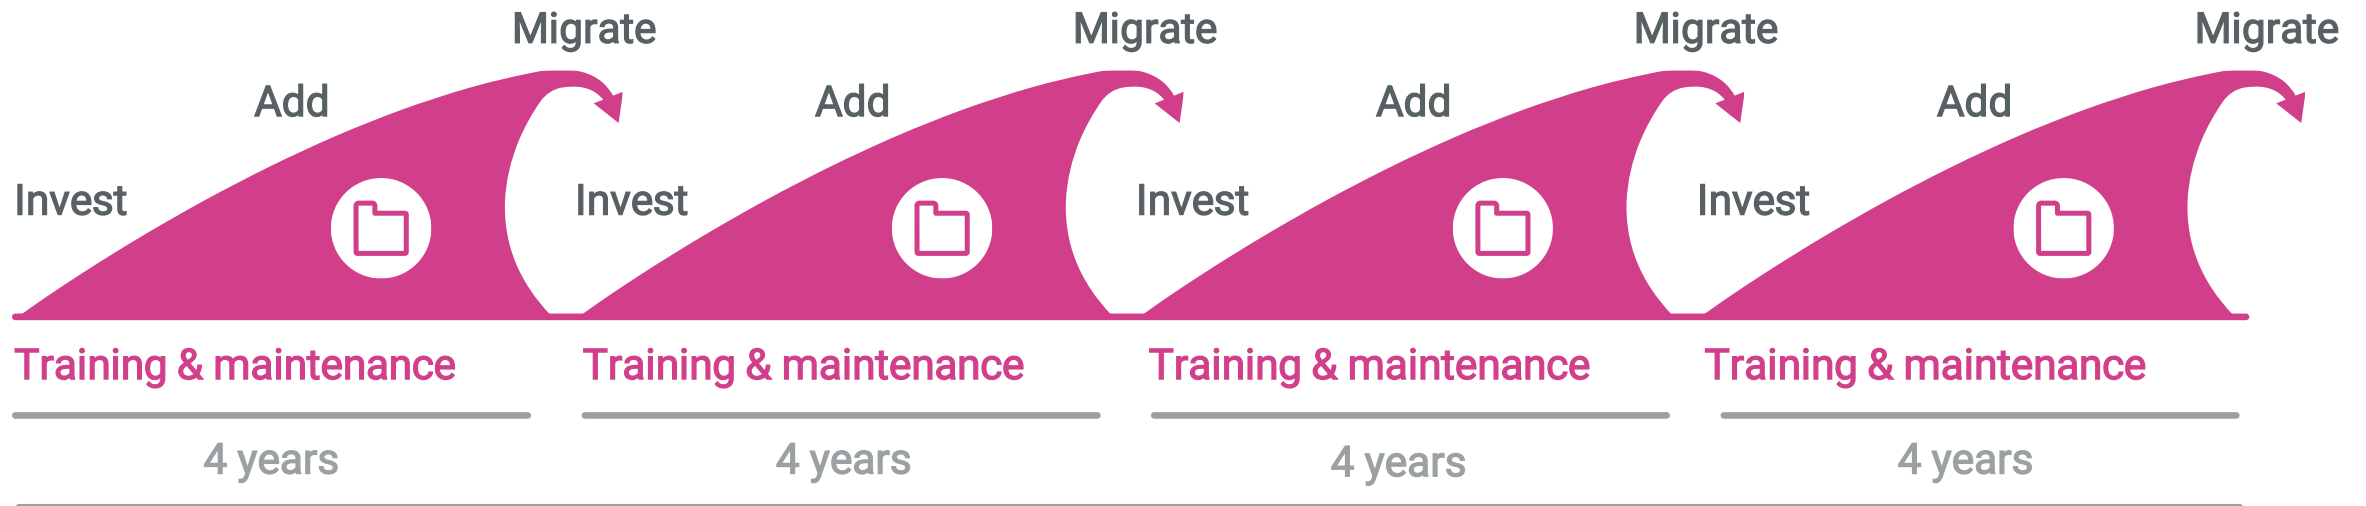 Migrate Migrate Migrate Migrate
Add Add Add Add
Invest Invest Invest Invest
Training & maintenance Training & maintenance Training & maintenance Training & maintenance
4 years 4 years 4 years 4 years